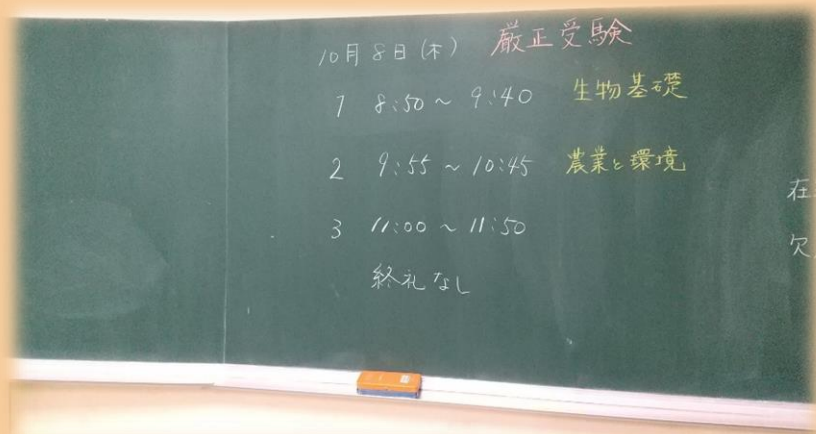 10月8日(木) 厳正受験
1 8:50～9:40 生物基礎
2 9:55～10:45 農業と環境
3 11:00～11:50
終礼なし
在
欠